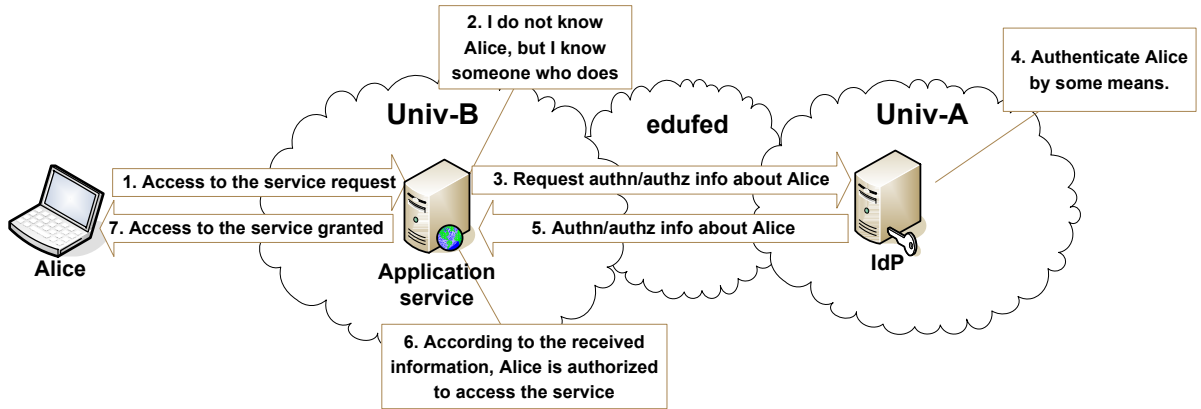 2. I do not know
Alice, but I know
someone who does
4. Authenticate Alice
by some means.
Univ-B
edufed
Univ-A
1. Access to the service request
3. Request authn/authz info about Alice
7. Access to the service granted
5. Authn/authz info about Alice
Alice
Application
service
IdP
6. According to the received
information, Alice is authorized
to access the service